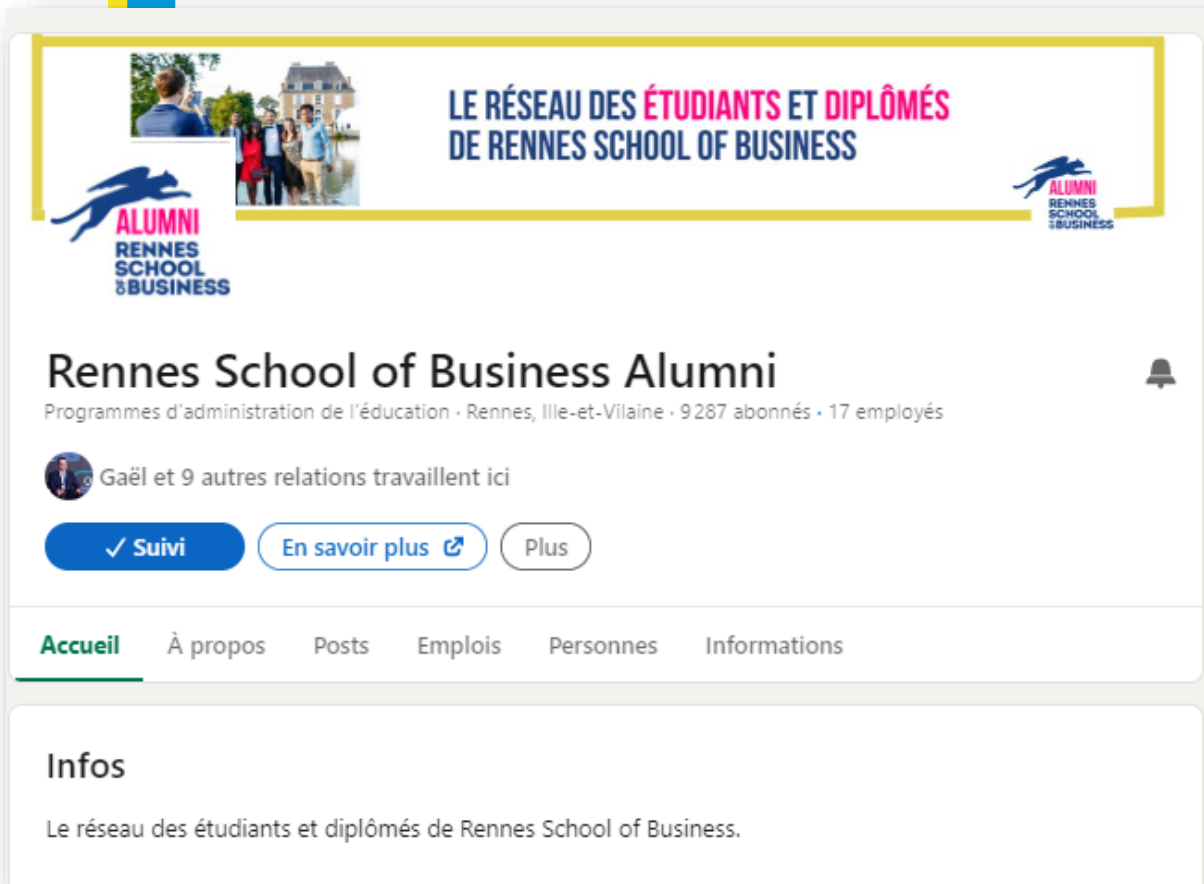 LE RÉSEAU DES ÉTUDIANTS ET DIPLÔMÉS
DE RENNES SCHOOL OF BUSINESS
ALUMNI
RENNES
SCHOOL
OF BUSINESS
ALUMNI
RENNES
SCHOOL
OF BUSINESS
Rennes School of Business Alumni
Programmes d'administration de l'éducation · Rennes, Ille-et-Vilaine · 9 287 abonnés · 17 employés
Gaël et 9 autres relations travaillent ici
✓ Suivi En savoir plus Plus
Accueil À propos Posts Emplois Personnes Informations
Infos
Le réseau des étudiants et diplômés de Rennes School of Business.